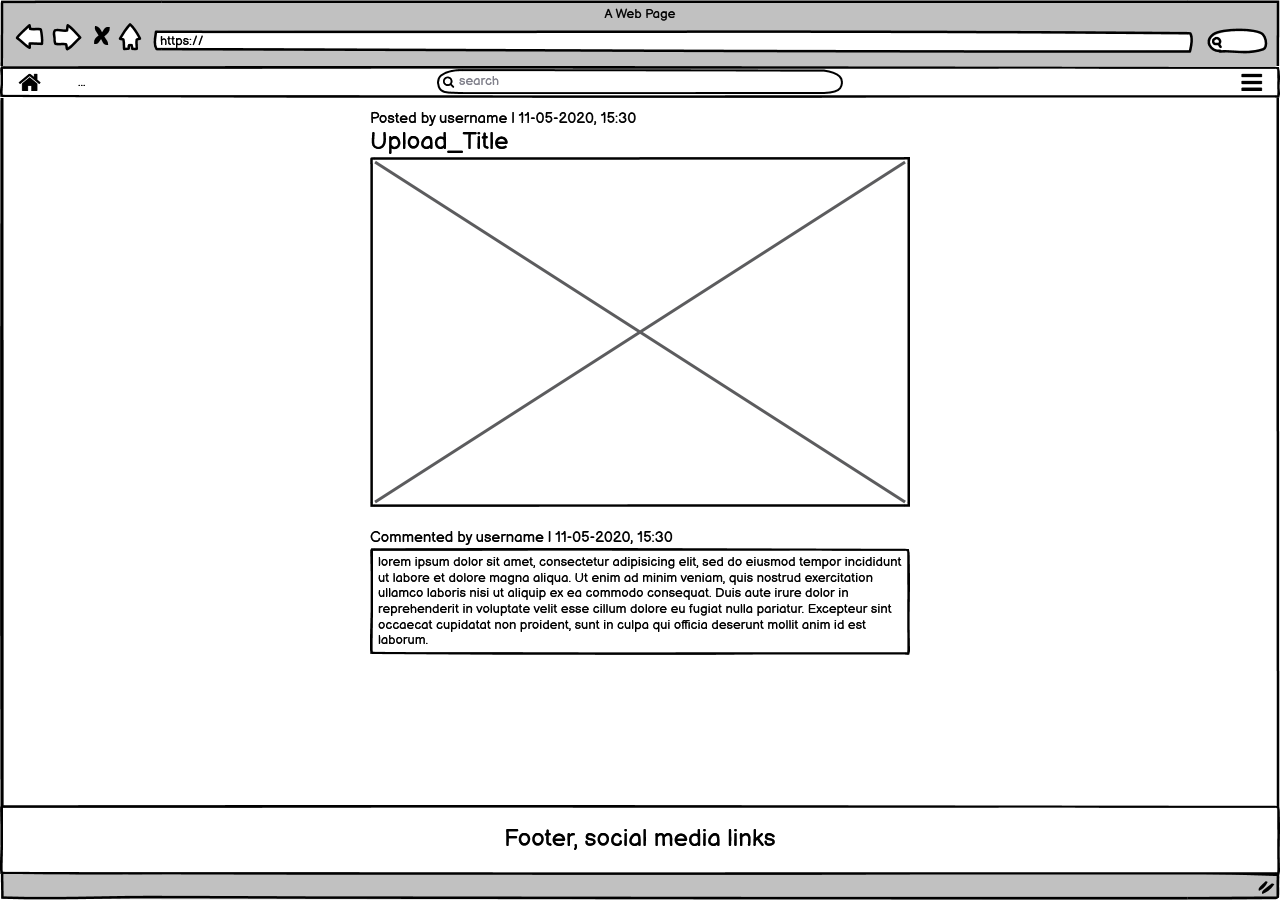 A Web Page
https://
...
search
Posted by username | 11-05-2020, 15:30
Upload_Title
Commented by username | 11-05-2020, 15:30
lorem ipsum dolor sit amet, consectetur adipisicing elit, sed do eiusmod tempor incididunt
ut labore et dolore magna aliqua. Ut enim ad minim veniam, quis nostrud exercitation
ullamco laboris nisi ut aliquip ex ea commodo consequat. Duis aute irure dolor in
reprehenderit in voluptate velit esse cillum dolore eu fugiat nulla pariatur. Excepteur sint
occaecat cupidatat non proident, sunt in culpa qui officia deserunt mollit anim id est
laborum.
Footer, social media links